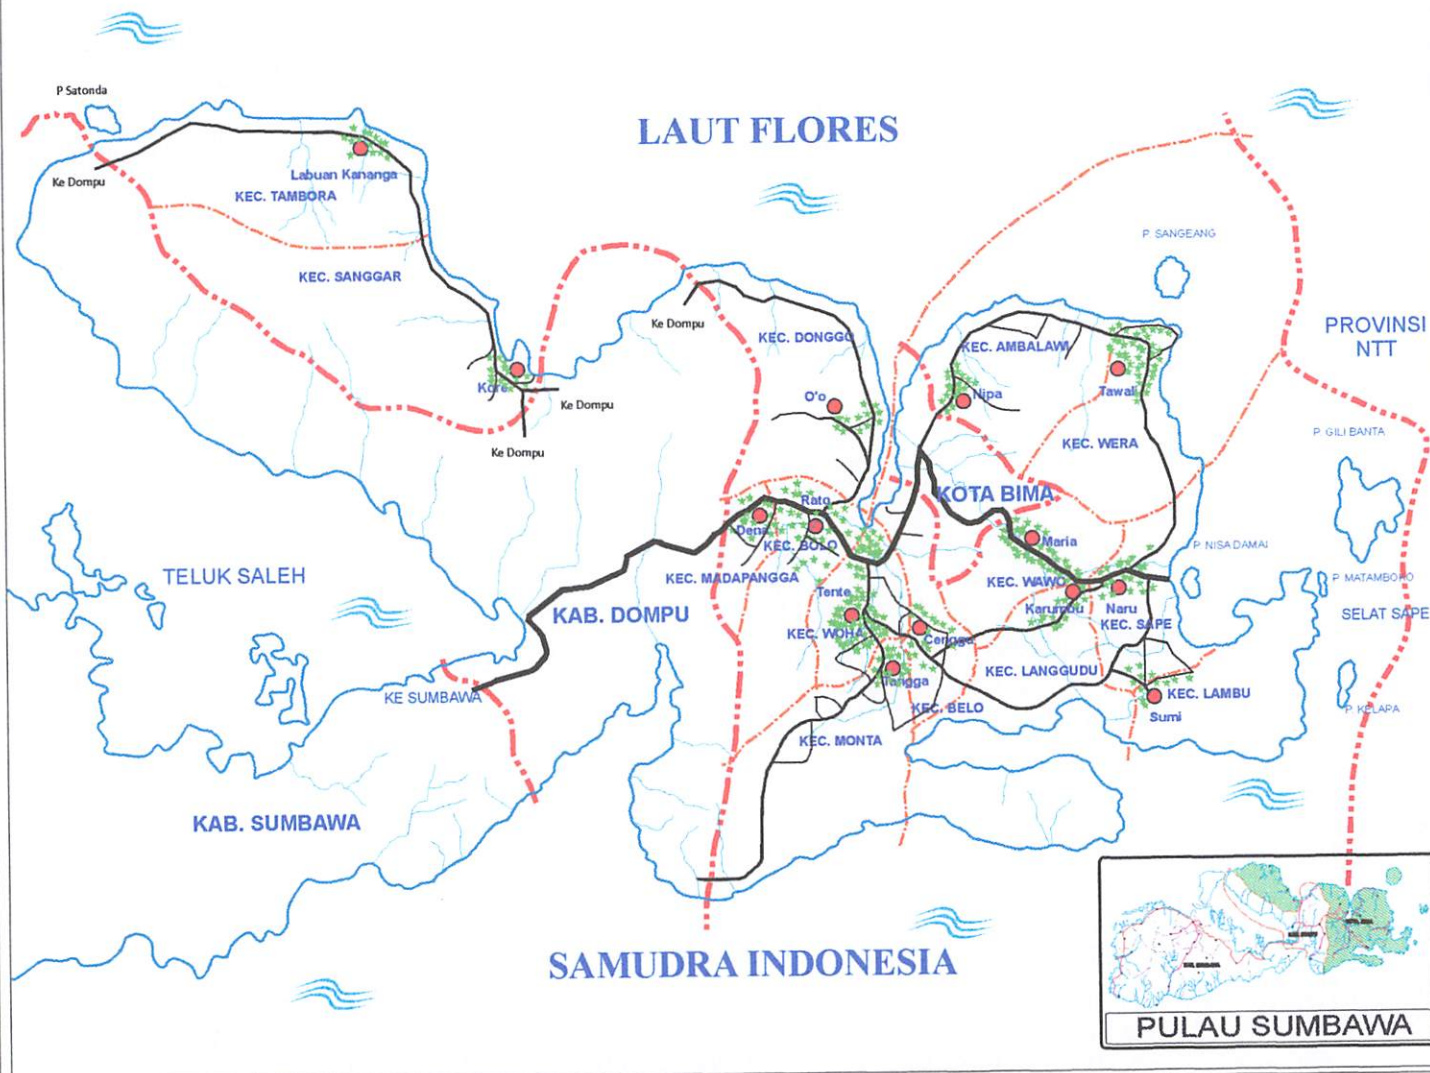 P Satonda
LAUT FLORES
Ke Dompu
Labuan Kananga
KEC. TAMBORA
P. SANGEANG
KEC. SANGGAR
Ke Dompu
KEC. DONGGO
KEC. AMBALAWI
PROVINSI
NTT
Kore
O'o
Nipa
Tawali
Ke Dompu
P. GILI BANTA
KEC. WERA
Ke Dompu
Rato
KOTA BIMA
Dena
KEC. BOLO
Maria
P. NISA DAMAI
TELUK SALEH
KEC. MADAPANGGA
KEC. WAWO
P. MATAMBORO
Tente
Karumbu
Naru
KAB. DOMPU
KEC. WOHA
Cengga
KEC. SAPE
SELAT SAPE
Tangga
KEC. LANGGUDU
KE SUMBAWA
KEC. LAMBU
KEC. BELO
P. KELAPA
Sumi
KEC. MONTA
KAB. SUMBAWA
SAMUDRA INDONESIA
PULAU SUMBAWA